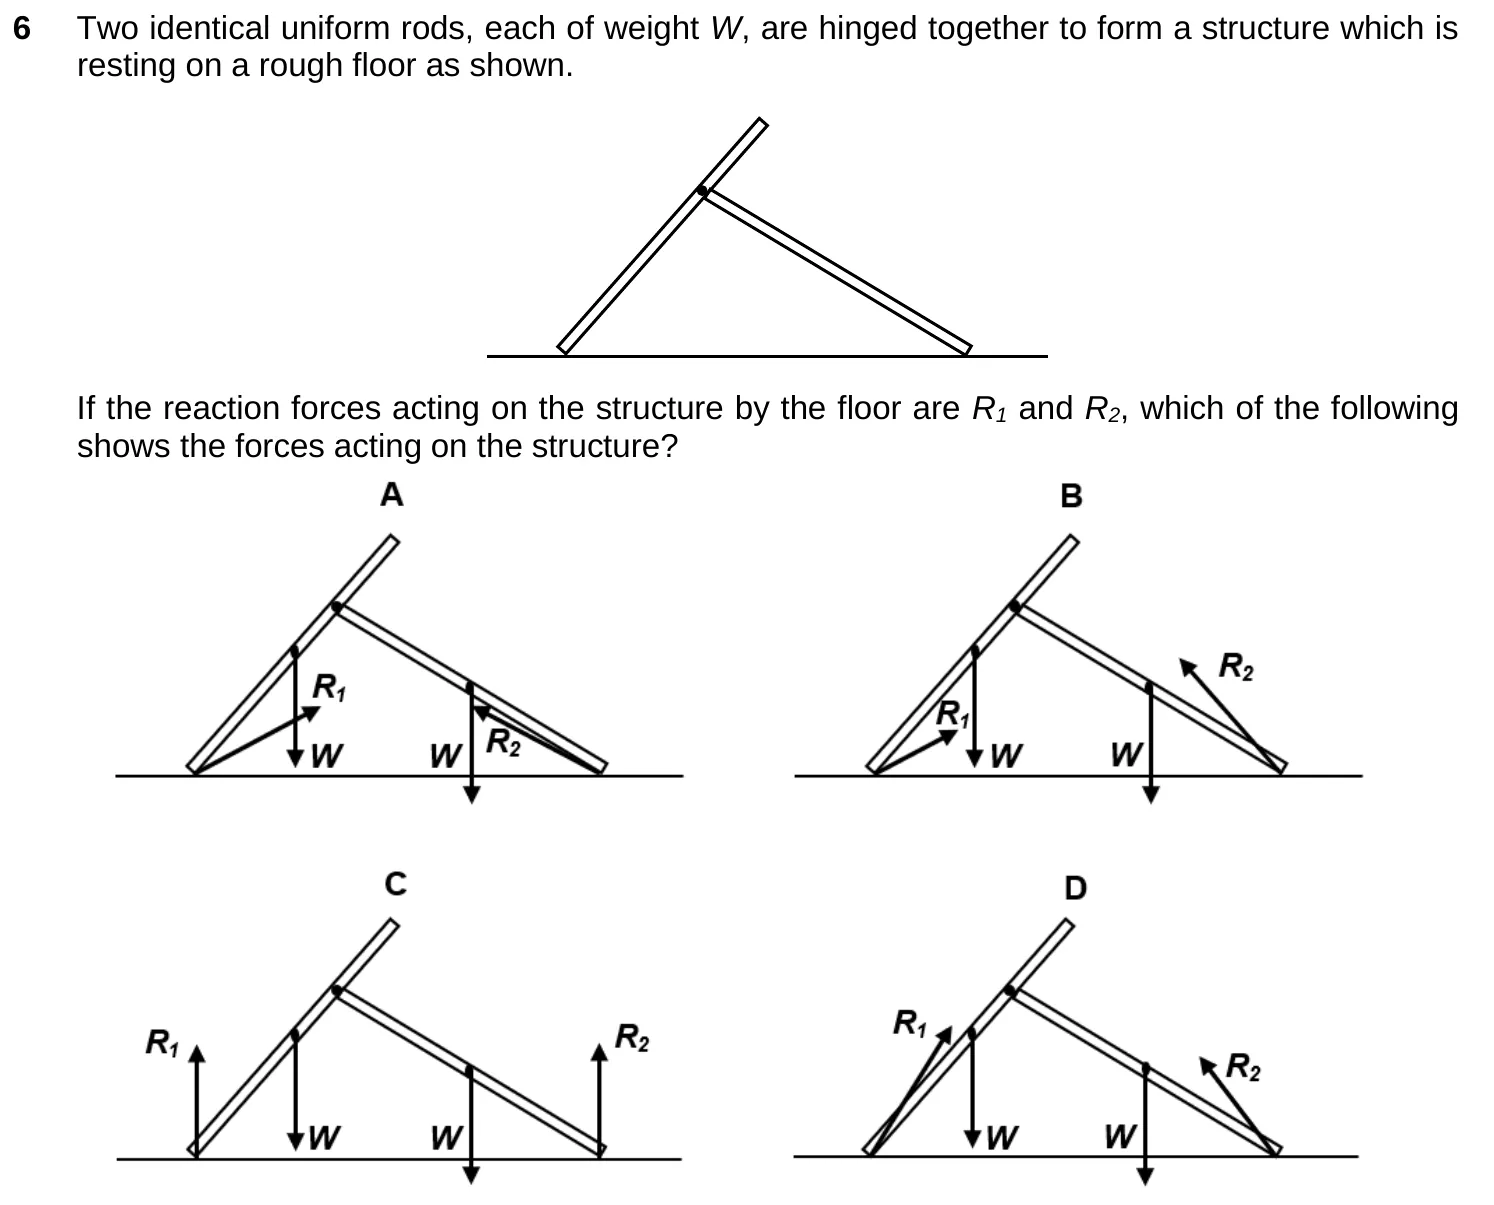 6 Two identical uniform rods, each of weight W, are hinged together to form a structure which is
resting on a rough floor as shown.
If the reaction forces acting on the structure by the floor are R1 and R2, which of the following
shows the forces acting on the structure?
A
B
R1
W
W
R2
R1
W
W
R2
C
D
R1
W
W
R2
R1
W
W
R2